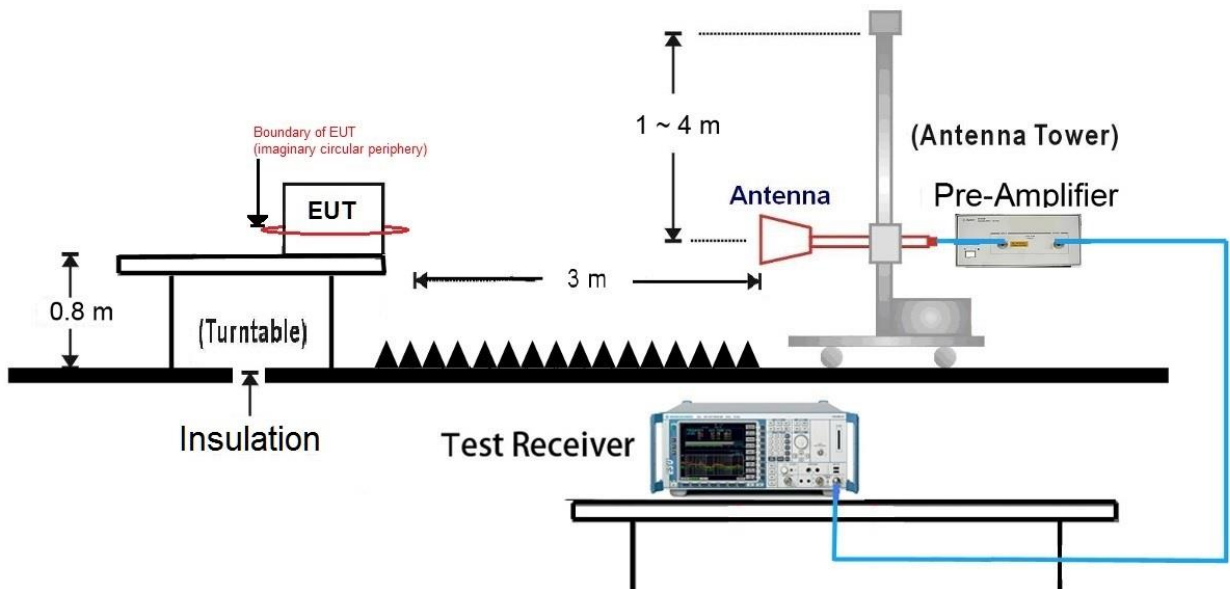 Boundary of EUT
(imaginary circular periphery)
EUT
1 ~ 4 m
(Antenna Tower)
Antenna
Pre-Amplifier
0.8 m
3 m
(Turntable)
Insulation
Test Receiver